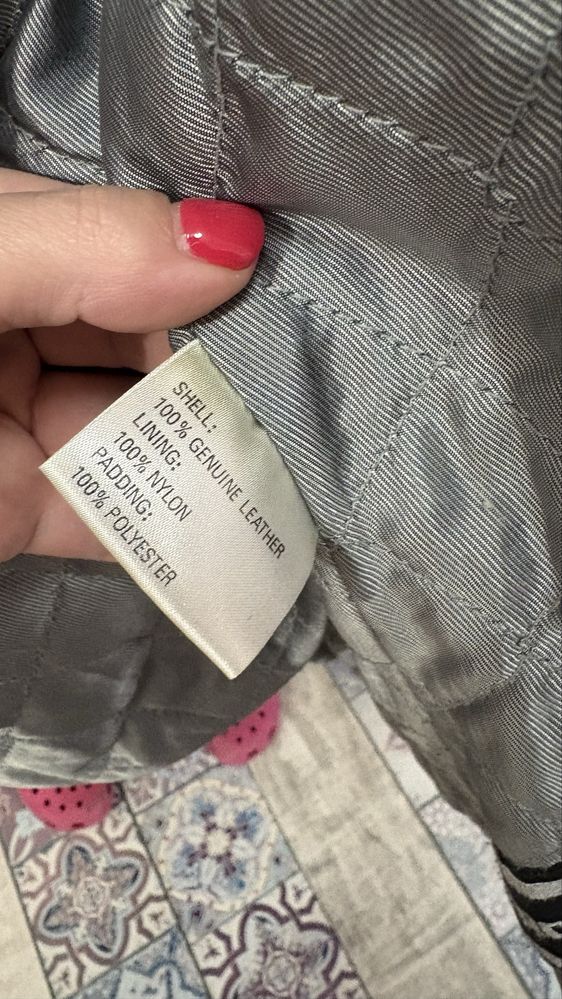 SHELL:
100% GENUINE LEATHER
LINING:
100% NYLON
PADDING:
100% POLYESTER